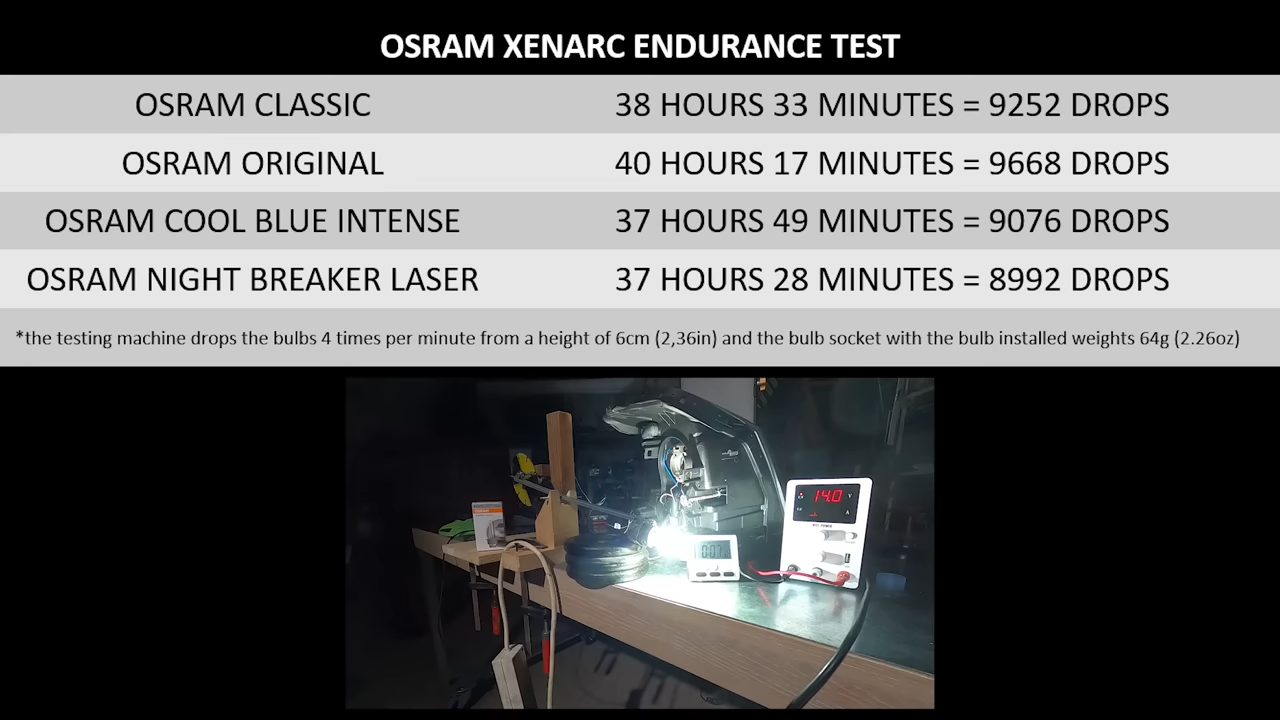 OSRAM XENARC ENDURANCE TEST
OSRAM CLASSIC 38 HOURS 33 MINUTES = 9252 DROPS
OSRAM ORIGINAL 40 HOURS 17 MINUTES = 9668 DROPS
OSRAM COOL BLUE INTENSE 37 HOURS 49 MINUTES = 9076 DROPS
OSRAM NIGHT BREAKER LASER 37 HOURS 28 MINUTES = 8992 DROPS
*the testing machine drops the bulbs 4 times per minute from a height of 6cm (2,36in) and the bulb socket with the bulb installed weights 64g (2.26oz)
14.0 V
A